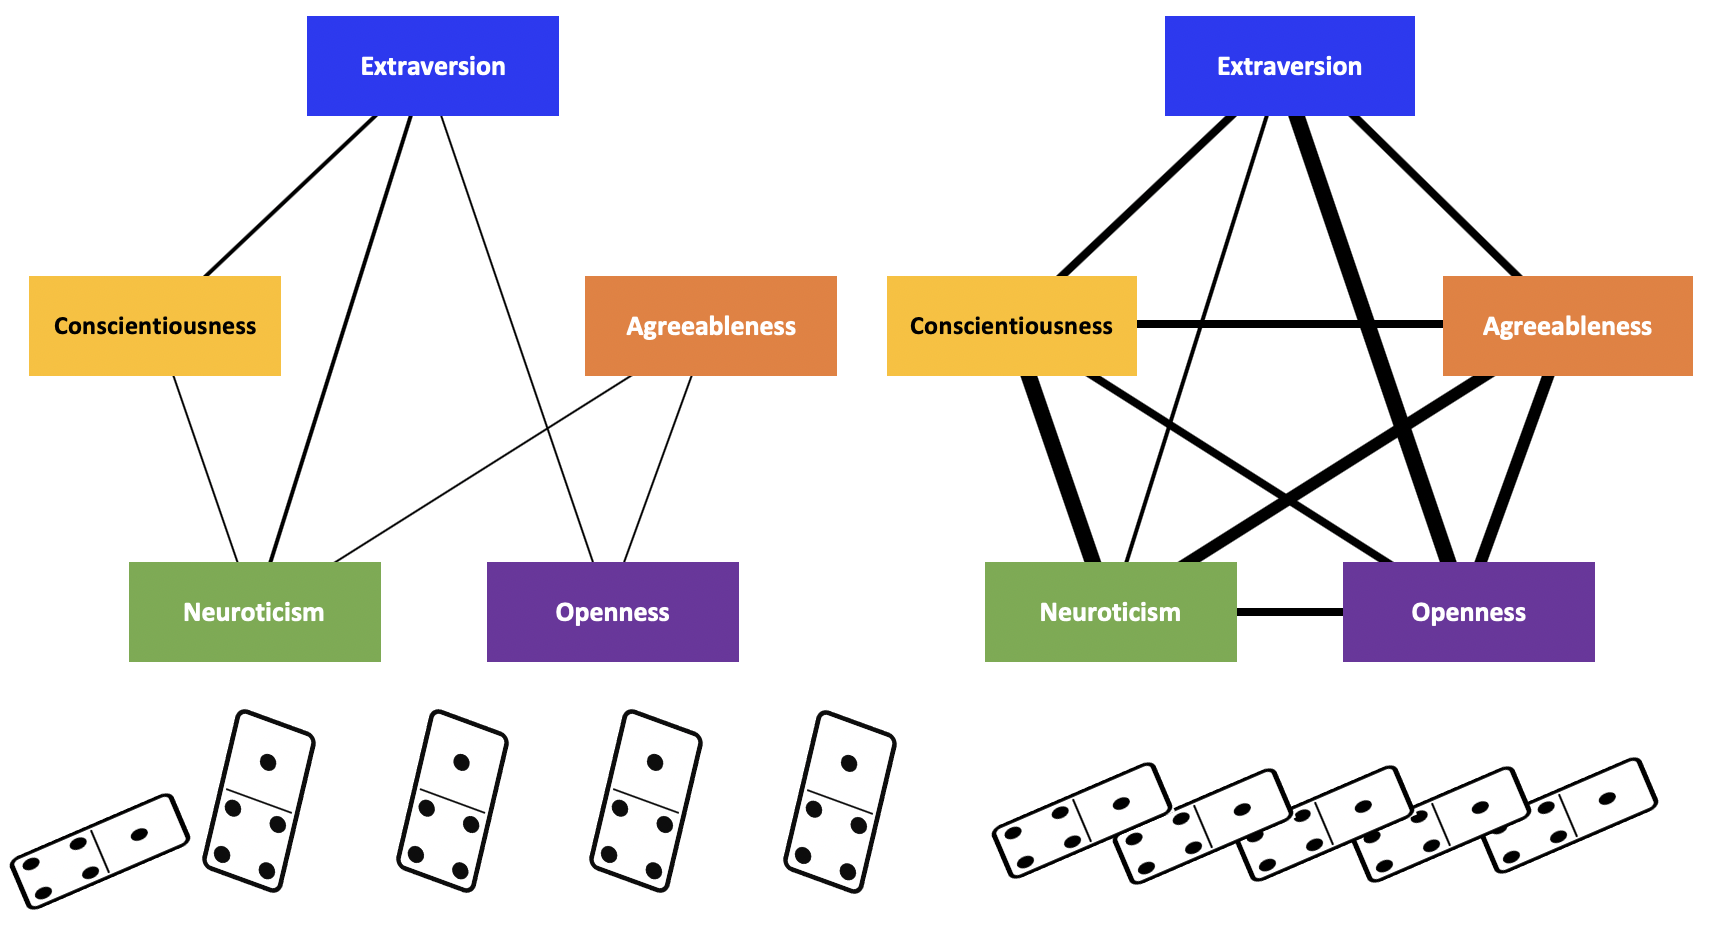 Extraversion
Conscientiousness
Agreeableness
Neuroticism
Openness
Extraversion
Conscientiousness
Agreeableness
Neuroticism
Openness